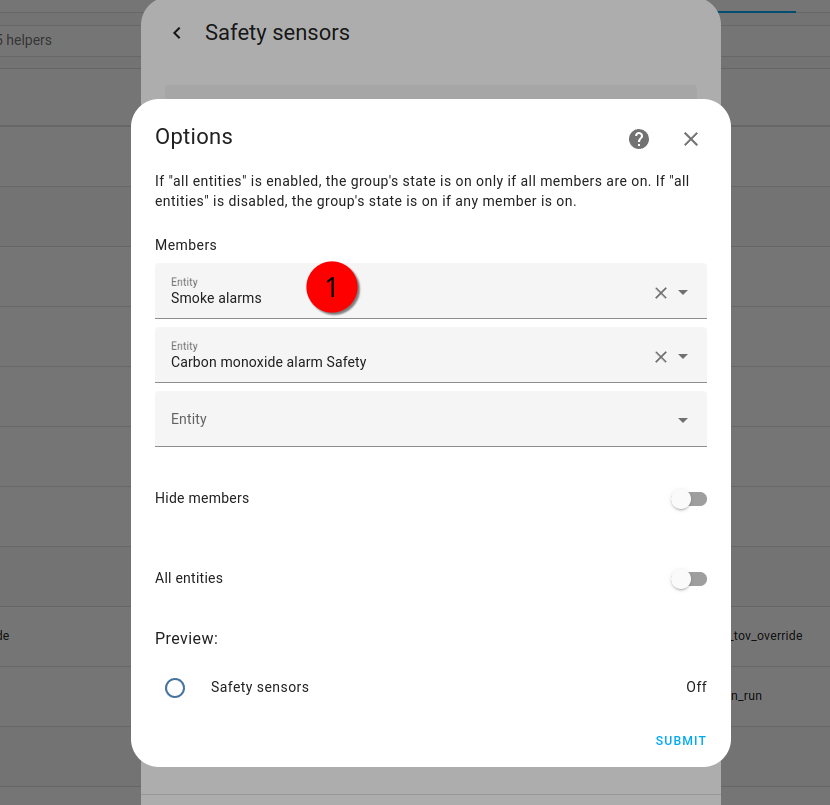 Safety sensors
5 helpers
Options
If "all entities" is enabled, the group's state is on only if all members are on. If "all
entities" is disabled, the group's state is on if any member is on.
Members
Entity
Smoke alarms
1
Entity
Carbon monoxide alarm Safety
Entity
Hide members
All entities
de
_tov_override
Preview:
Safety sensors
Off
n_run
SUBMIT